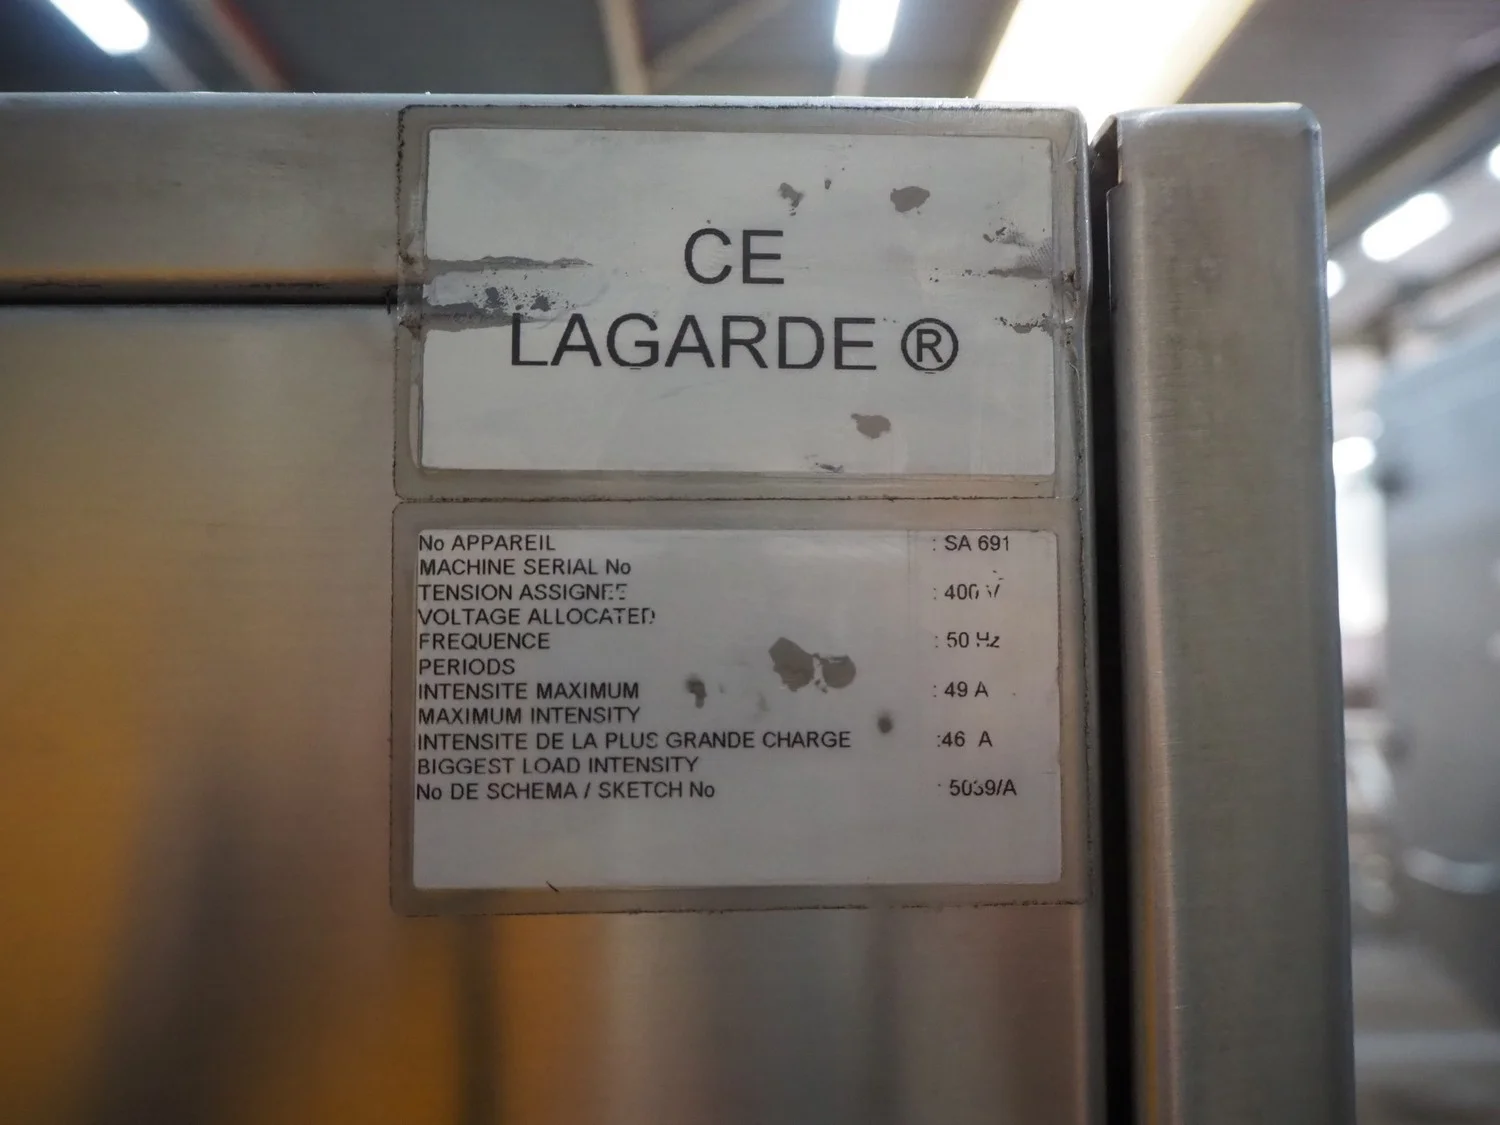 CE
LAGARDE ®
No APPAREIL : SA 691
MACHINE SERIAL No
TENSION ASSIGNEE : 400 V
VOLTAGE ALLOCATED
FREQUENCE : 50 Hz
PERIODS
INTENSITE MAXIMUM : 49 A
MAXIMUM INTENSITY
INTENSITE DE LA PLUS GRANDE CHARGE :46 A
BIGGEST LOAD INTENSITY
No DE SCHEMA / SKETCH No : 5039/A